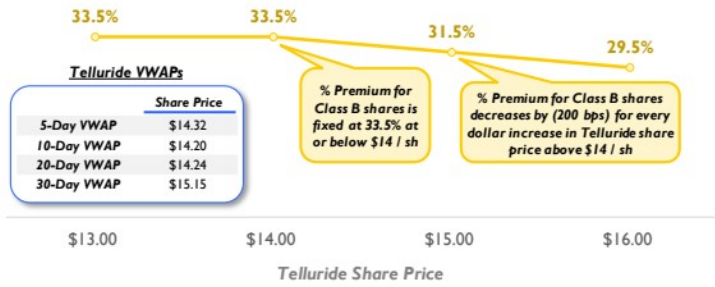 33.5%
33.5%
31.5%
29.5%
Telluride VWAPs
Share Price
5-Day VWAP $14.32
10-Day VWAP $14.20
20-Day VWAP $14.24
30-Day VWAP $15.15
% Premium for
Class B shares is
fixed at 33.5% at
or below $14 / sh
% Premium for Class B shares
decreases by (200 bps) for every
dollar increase in Telluride share
price above $14 / sh
$13.00
$14.00
$15.00
$16.00
Telluride Share Price